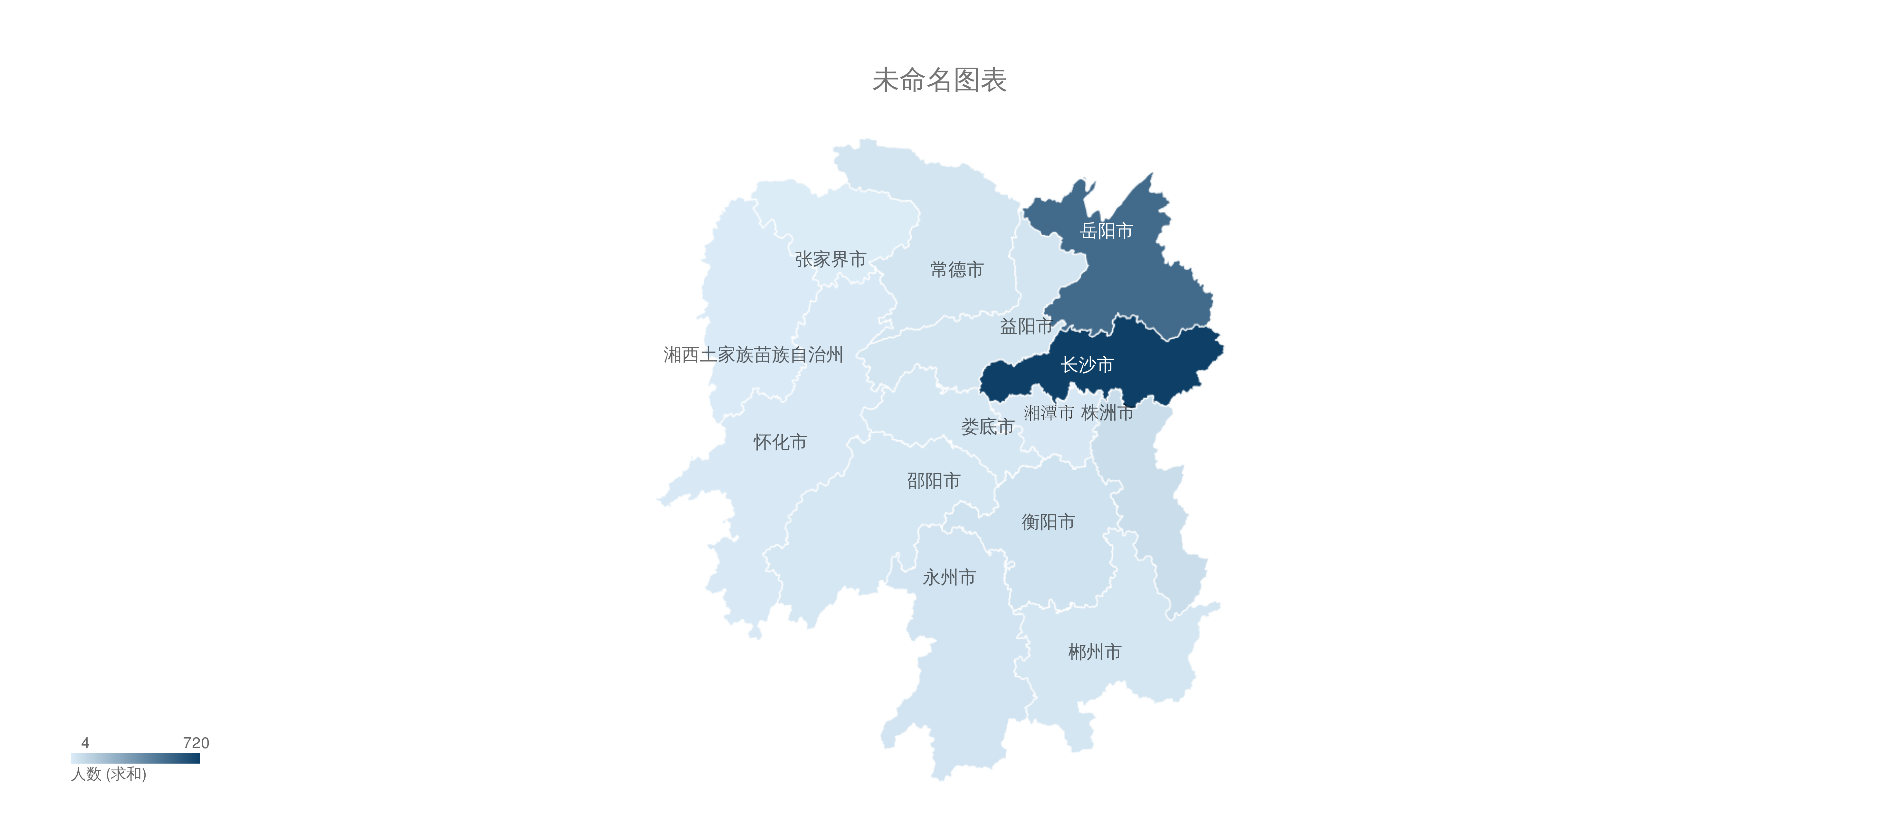 未命名图表
岳阳市
张家界市
常德市
益阳市
湘西土家族苗族自治州
长沙市
湘潭市
株洲市
娄底市
怀化市
邵阳市
衡阳市
永州市
郴州市
4
720
人数 (求和)